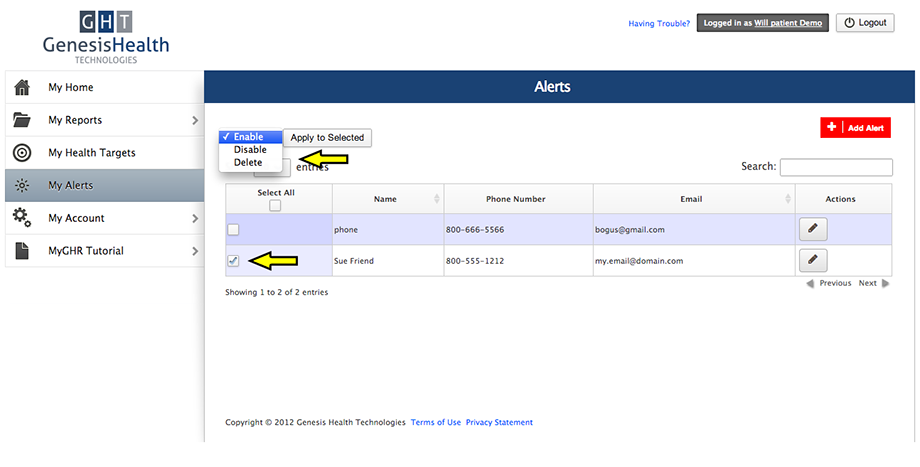 GHT
GenesisHealth
TECHNOLOGIES
Having Trouble?
Logged in as Will patient Demo
Logout
My Home
My Reports
My Health Targets
My Alerts
My Account
MyGHR Tutorial
Alerts
Enable
Disable
Delete
Apply to Selected
Add Alert
entries
Search:
Select All Name Phone Number Email Actions
phone 800-666-5566 bogus@gmail.com
Sue Friend 800-555-1212 my.email@domain.com
Showing 1 to 2 of 2 entries
Previous Next
Copyright © 2012 Genesis Health Technologies Terms of Use Privacy Statement